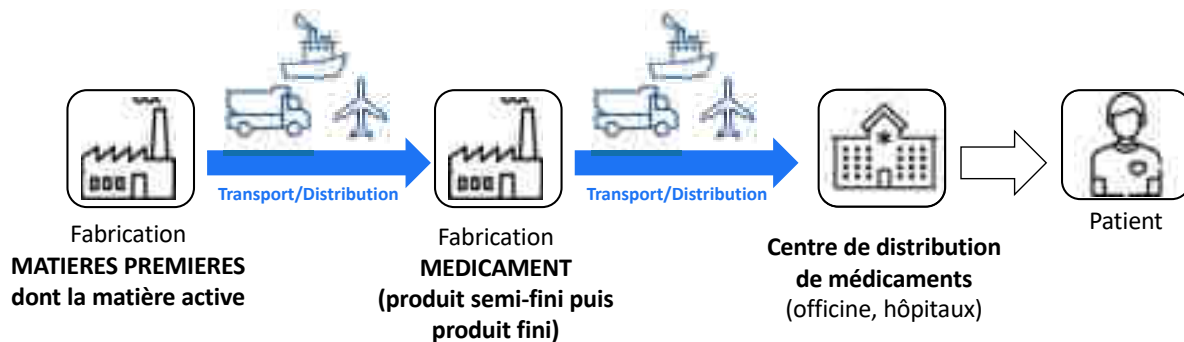 Transport/Distribution
Transport/Distribution
Fabrication
MATIERES PREMIERES
dont la matière active
Fabrication
MEDICAMENT
(produit semi-fini puis
produit fini)
Centre de distribution
de médicaments
(officine, hôpitaux)
Patient